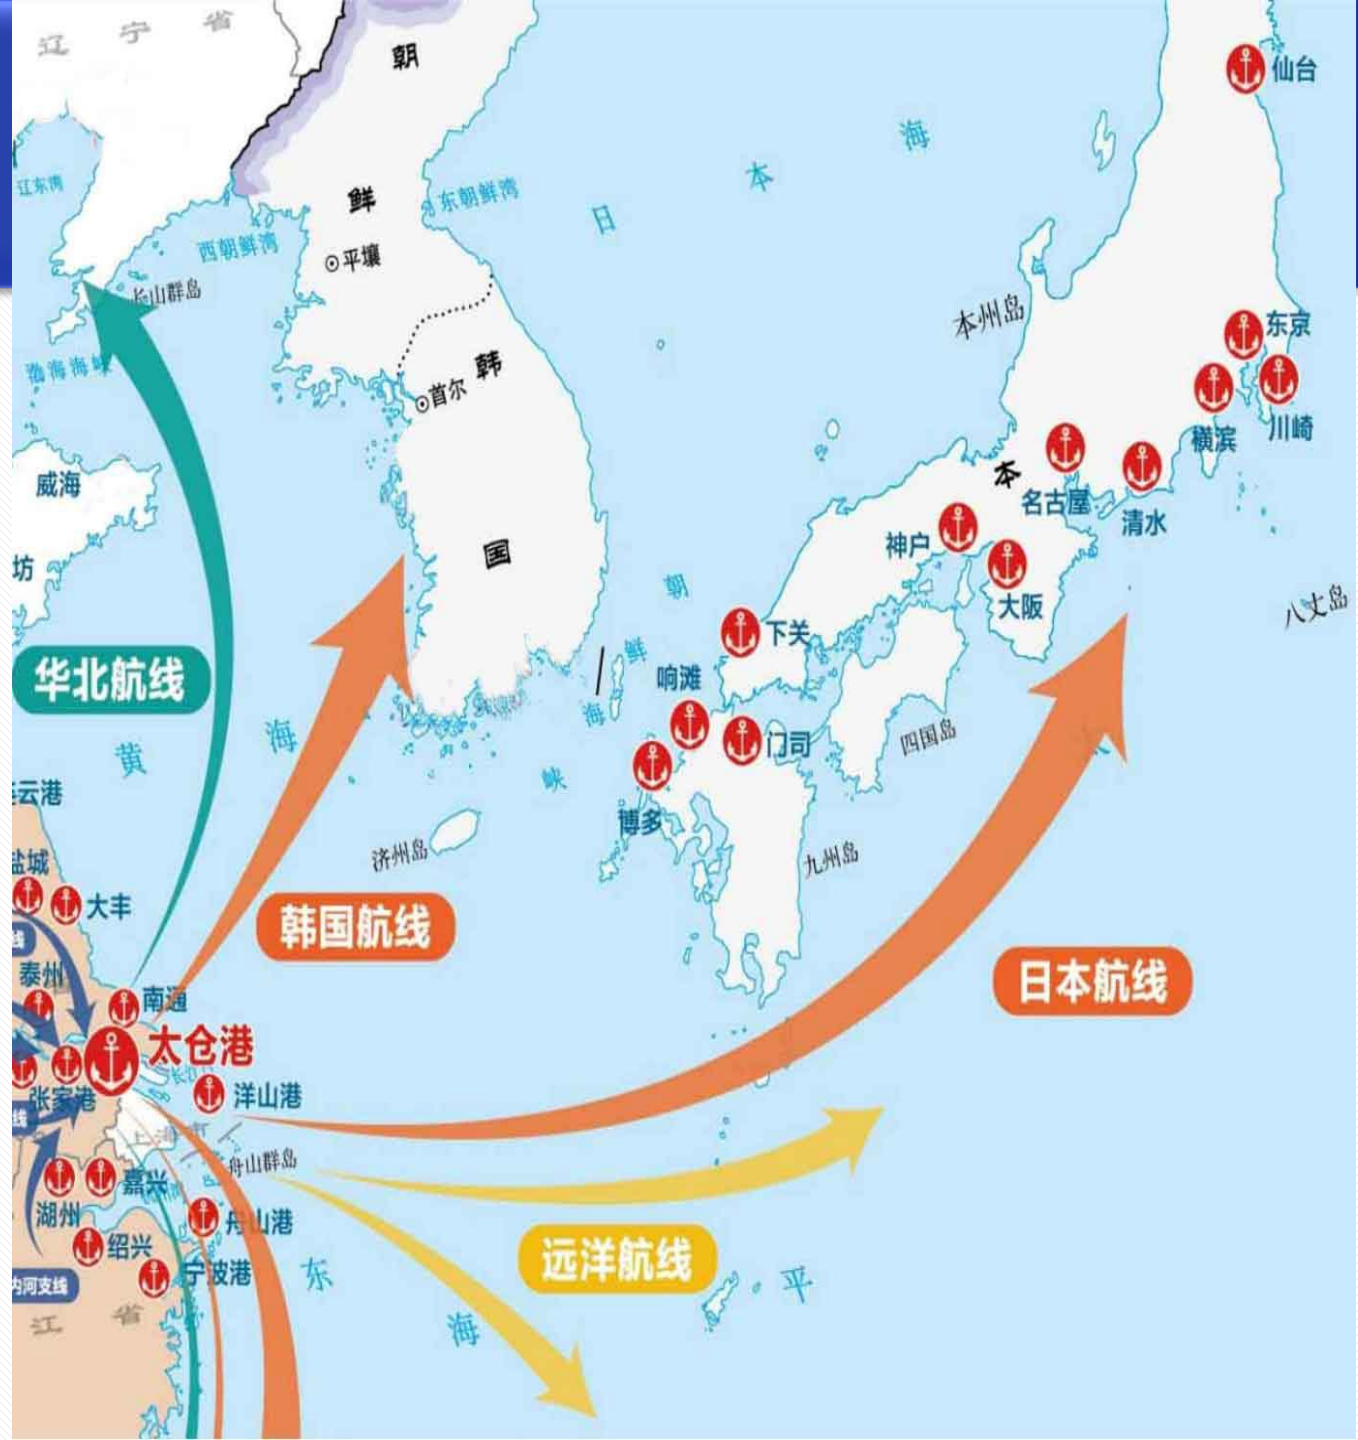 辽宁省
朝
仙台
海
本
日
辽东湾
鲜
东朝鲜湾
西朝鲜湾
平壤
长山群岛
本州岛
东京
渤海海峡
韩
首尔
川崎
横滨
威海
本
名古屋
清水
神户
坊
国
大阪
八丈岛
朝
鲜
海
峡
下关
响滩
华北航线
门司
四国岛
黄
海
云港
博多
济州岛
九州岛
盐城
大丰
韩国航线
线
泰州
日本航线
南通
太仓港
长江
洋山港
张家港
线
上海市
舟山群岛
嘉兴
湖州
舟山港
绍兴
远洋航线
宁波港
东
海
平
内河支线
江省